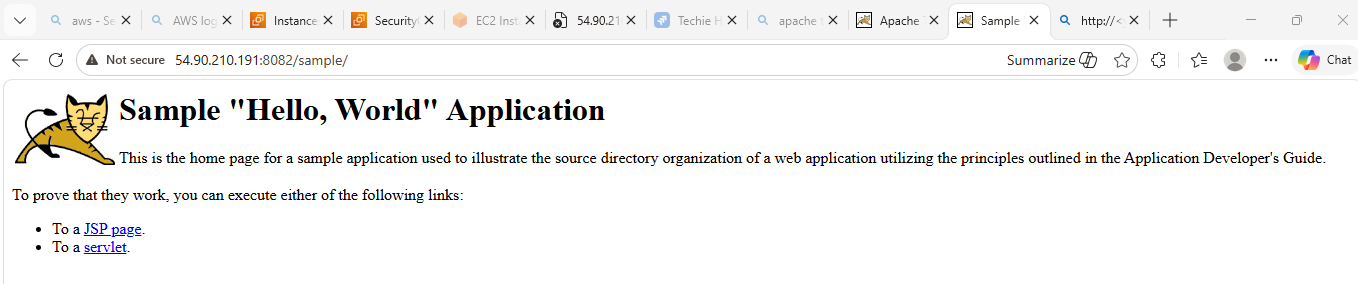 aws - Se
AWS log
Instance
Security
EC2 Inst
54.90.21
Techie H
apache t
Apache
Sample
http://<
Not secure 54.90.210.191:8082/sample/
Summarize
Chat
Sample "Hello, World" Application
This is the home page for a sample application used to illustrate the source directory organization of a web application utilizing the principles outlined in the Application Developer's Guide.
To prove that they work, you can execute either of the following links:
• To a JSP page.
• To a servlet.